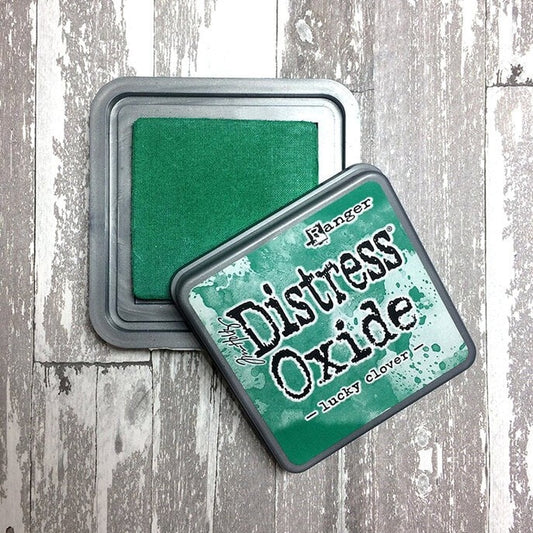 Ranger
Distress®
Oxide
— lucky clover —